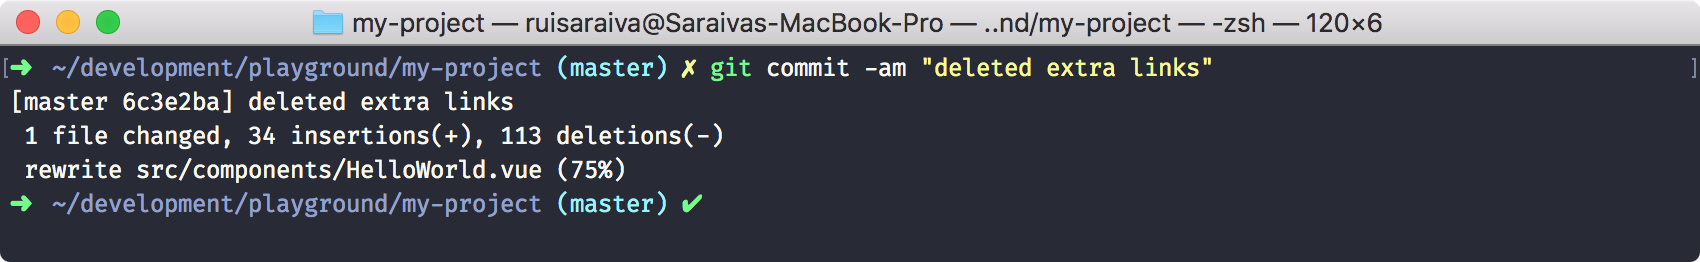 my-project — ruisaraiva@Saraivas-MacBook-Pro — ..nd/my-project — -zsh — 120×6
[➜ ~/development/playground/my-project (master) ✗ git commit -am "deleted extra links" ]
[master 6c3e2ba] deleted extra links
1 file changed, 34 insertions(+), 113 deletions(-)
rewrite src/components/HelloWorld.vue (75%)
➜ ~/development/playground/my-project (master) ✔